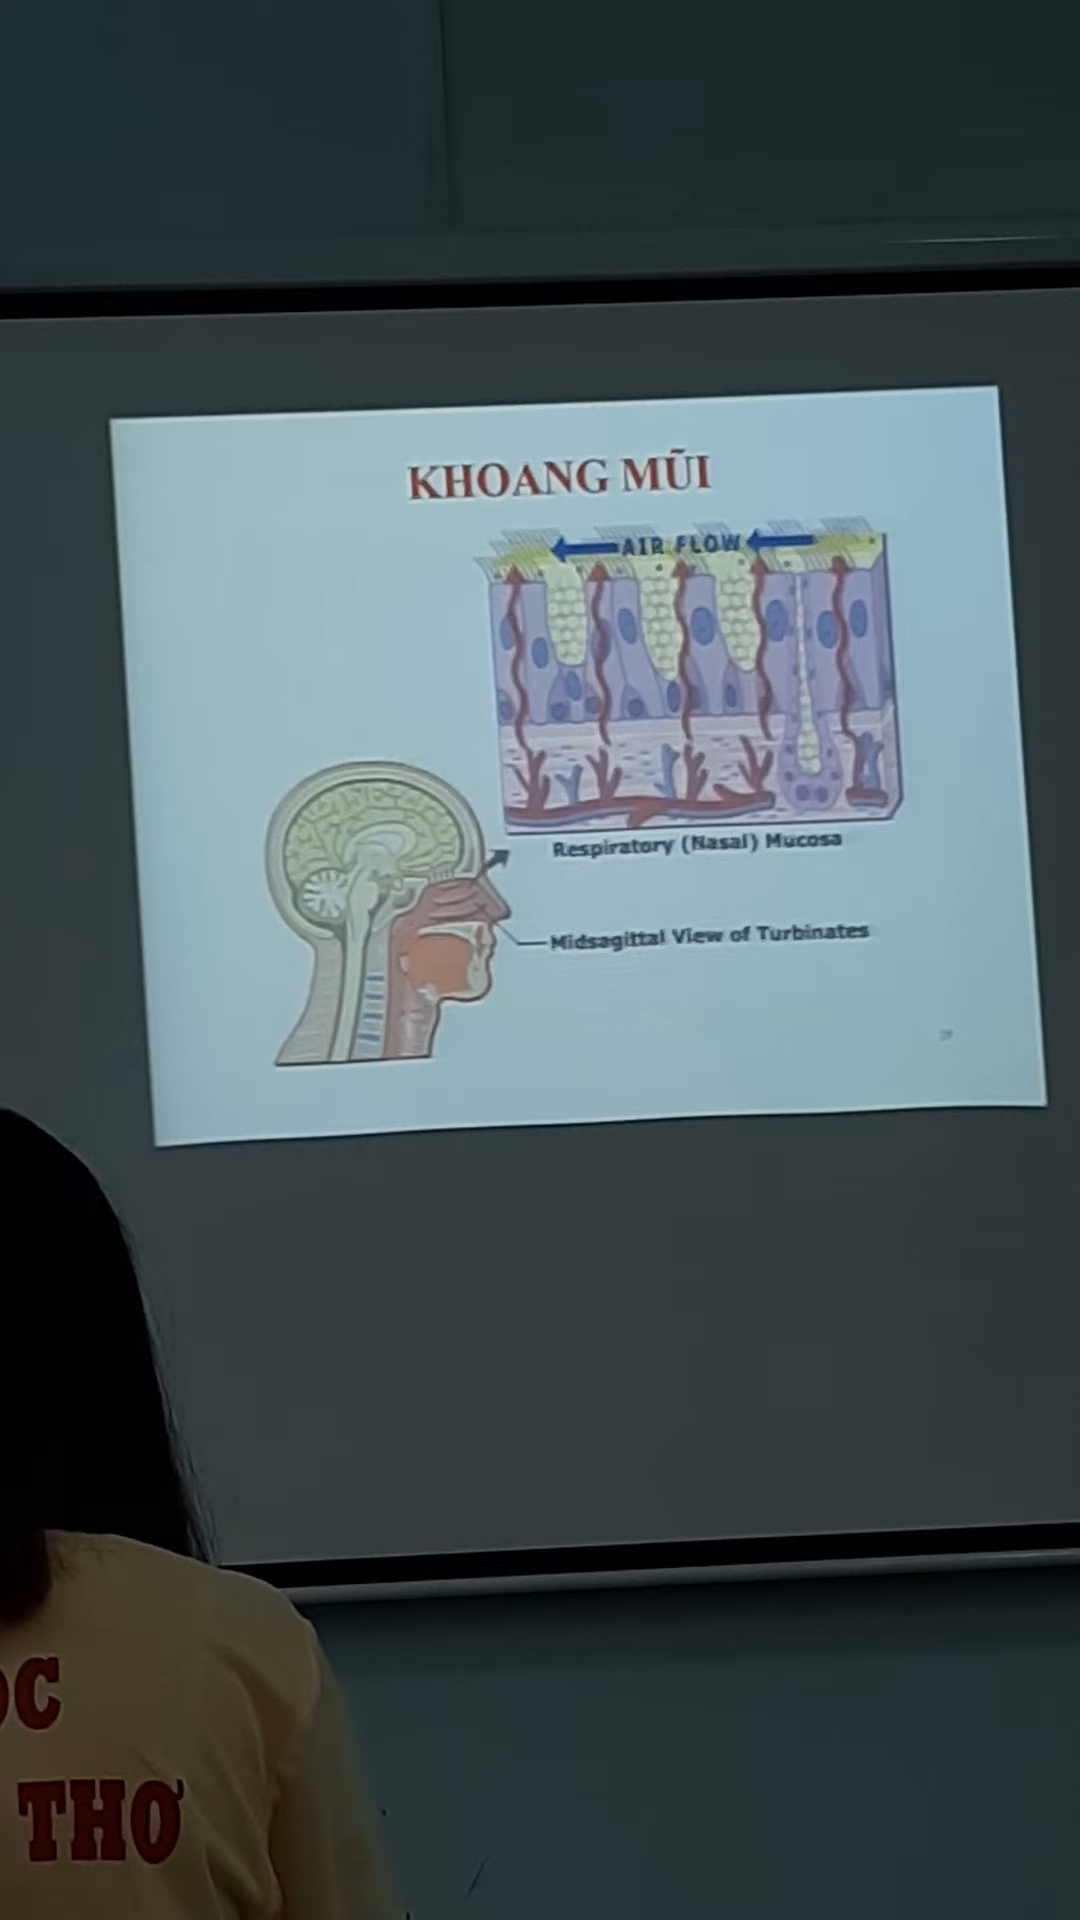 KHOANG MŨI
AIR FLOW
Respiratory (Nasal) Mucosa
Midsagittal View of Turbinates
C
THƠ